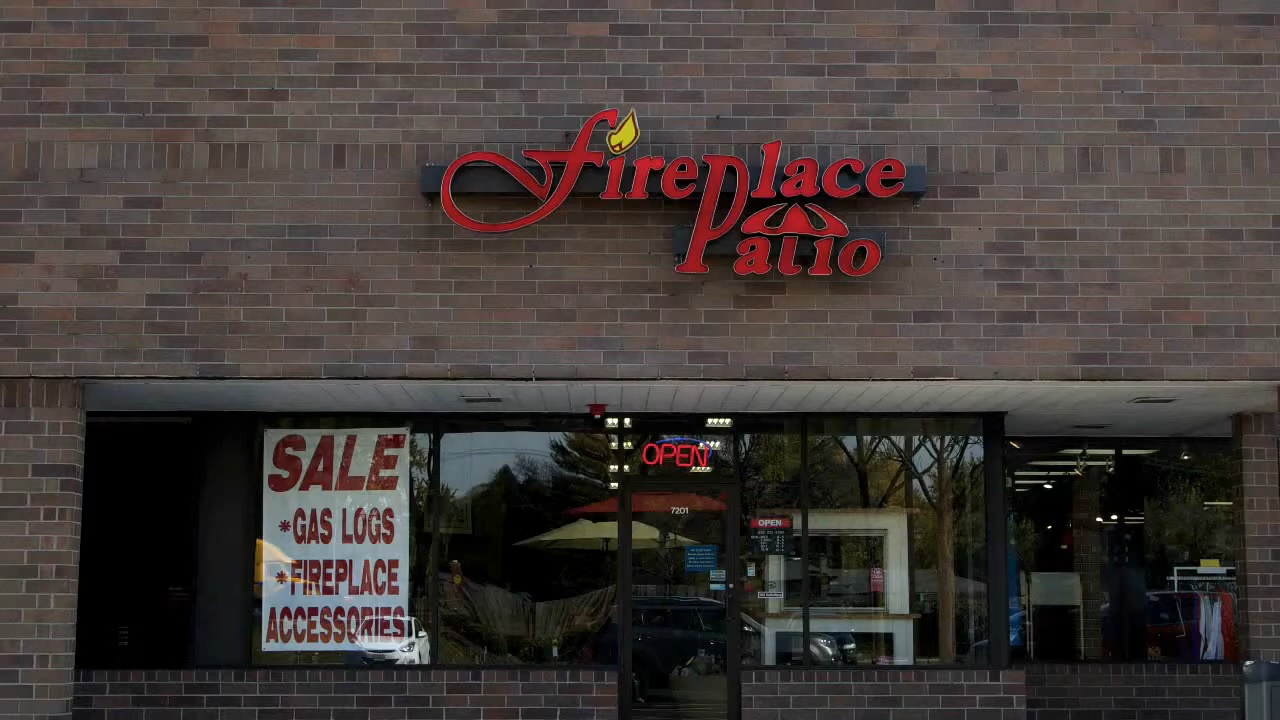 Fireplace
Patio
SALE
*GAS LOGS
*FIREPLACE
ACCESSORIES
OPEN
7201
OPEN